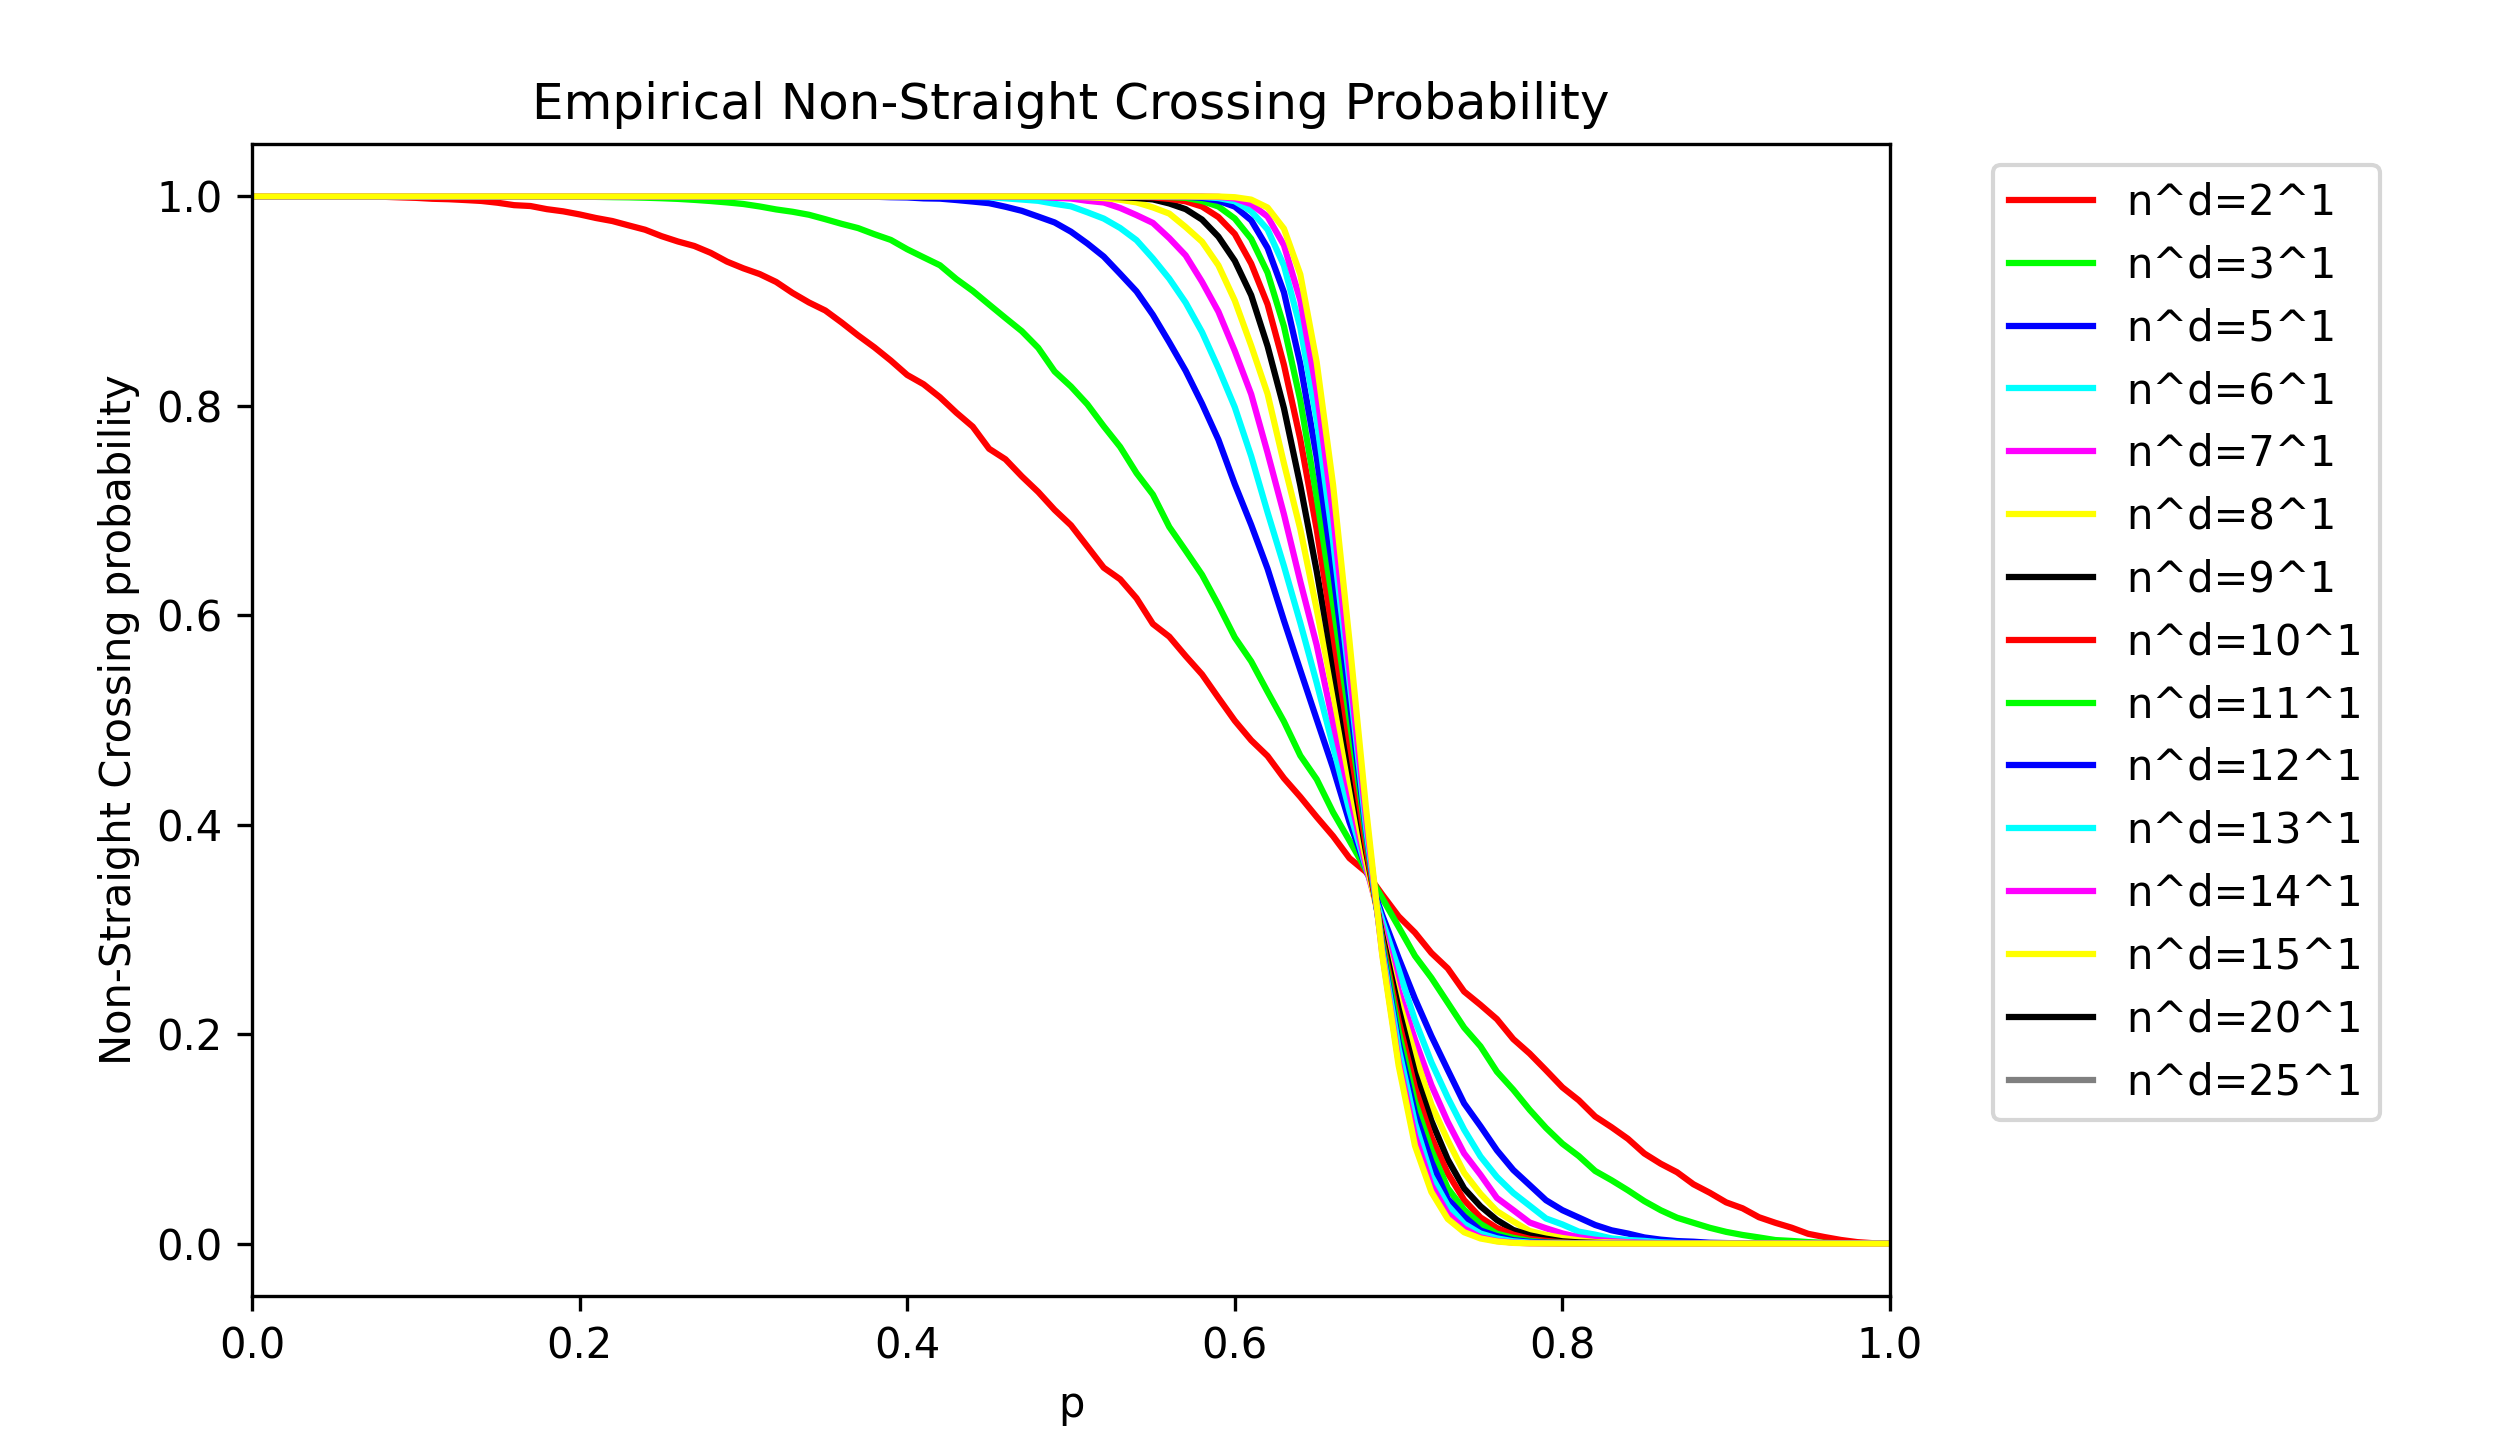 Empirical Non-Straight Crossing Probability
Non-Straight Crossing probability
1.0
0.8
0.6
0.4
0.2
0.0
0.0 0.2 0.4 0.6 0.8 1.0
p
n^d=2^1
n^d=3^1
n^d=5^1
n^d=6^1
n^d=7^1
n^d=8^1
n^d=9^1
n^d=10^1
n^d=11^1
n^d=12^1
n^d=13^1
n^d=14^1
n^d=15^1
n^d=20^1
n^d=25^1